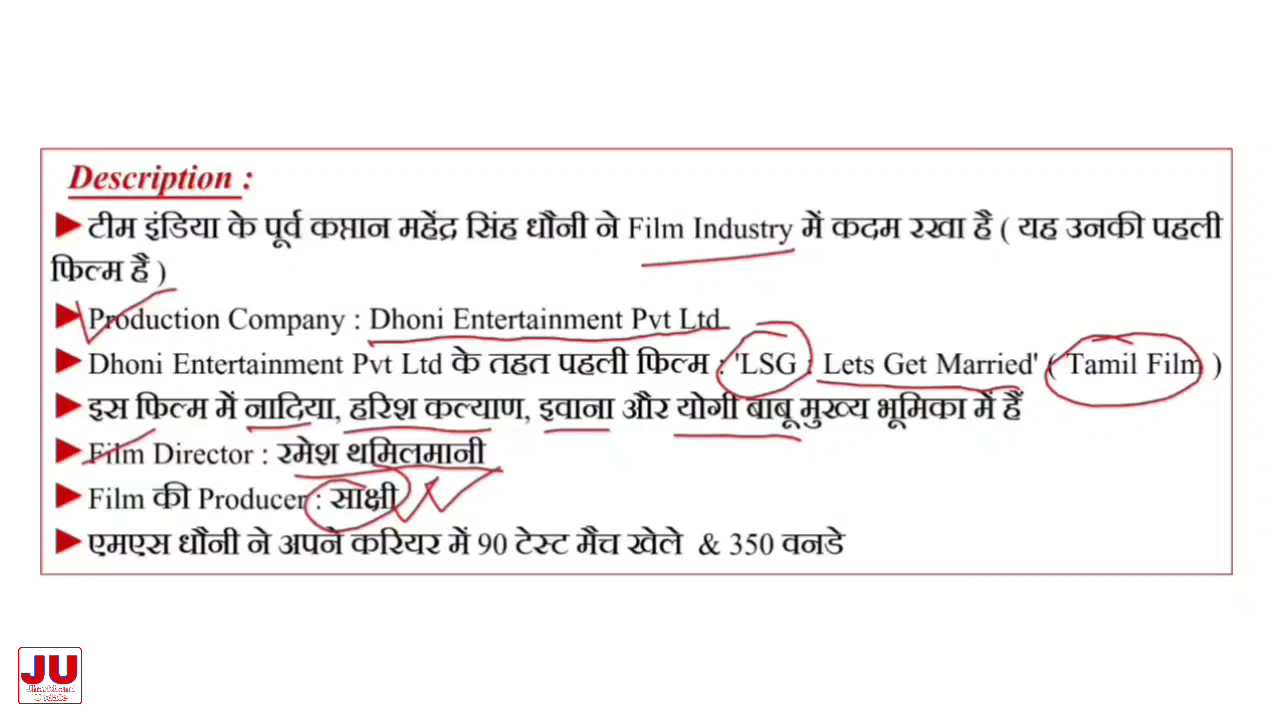 Description :
►टीम इंडिया के पूर्व कप्तान महेंद्र सिंह धौनी ने Film Industry में कदम रखा है ( यह उनकी पहली
फिल्म है )
►Production Company : Dhoni Entertainment Pvt Ltd
►Dhoni Entertainment Pvt Ltd के तहत पहली फिल्म : 'LSG : Lets Get Married' ( Tamil Film )
►इस फिल्म में नादिया, हरिश कल्याण, इवाना और योगी बाबू मुख्य भूमिका में हैं
►Film Director : रमेश थमिलमानी
►Film की Producer : साक्षी
►एमएस धौनी ने अपने करियर में 90 टेस्ट मैच खेले & 350 वनडे
JU
Jharkhand
Update